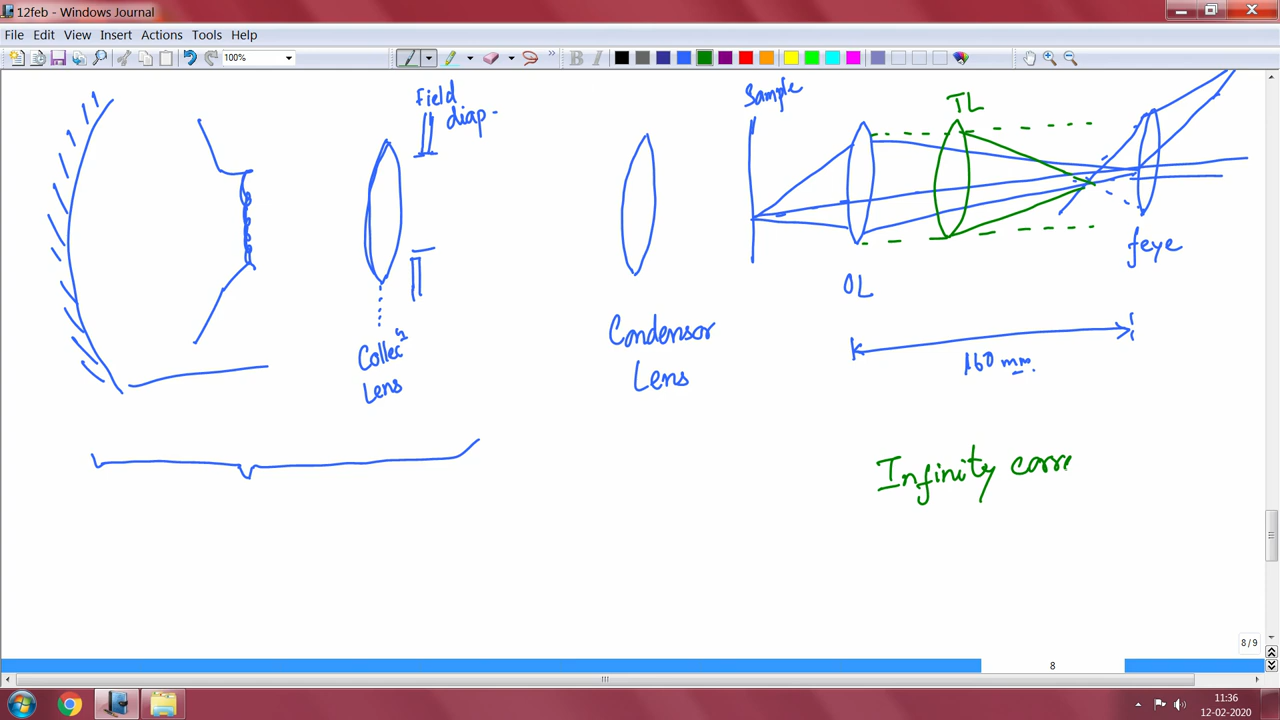 12feb - Windows Journal
File Edit View Insert Actions Tools Help
100%
Field
diap -
Sample
TL
OL
feye
Collec
Lens
Condensor
Lens
160 mm.
Infinity corre
8/9
8
11:36
12-02-2020